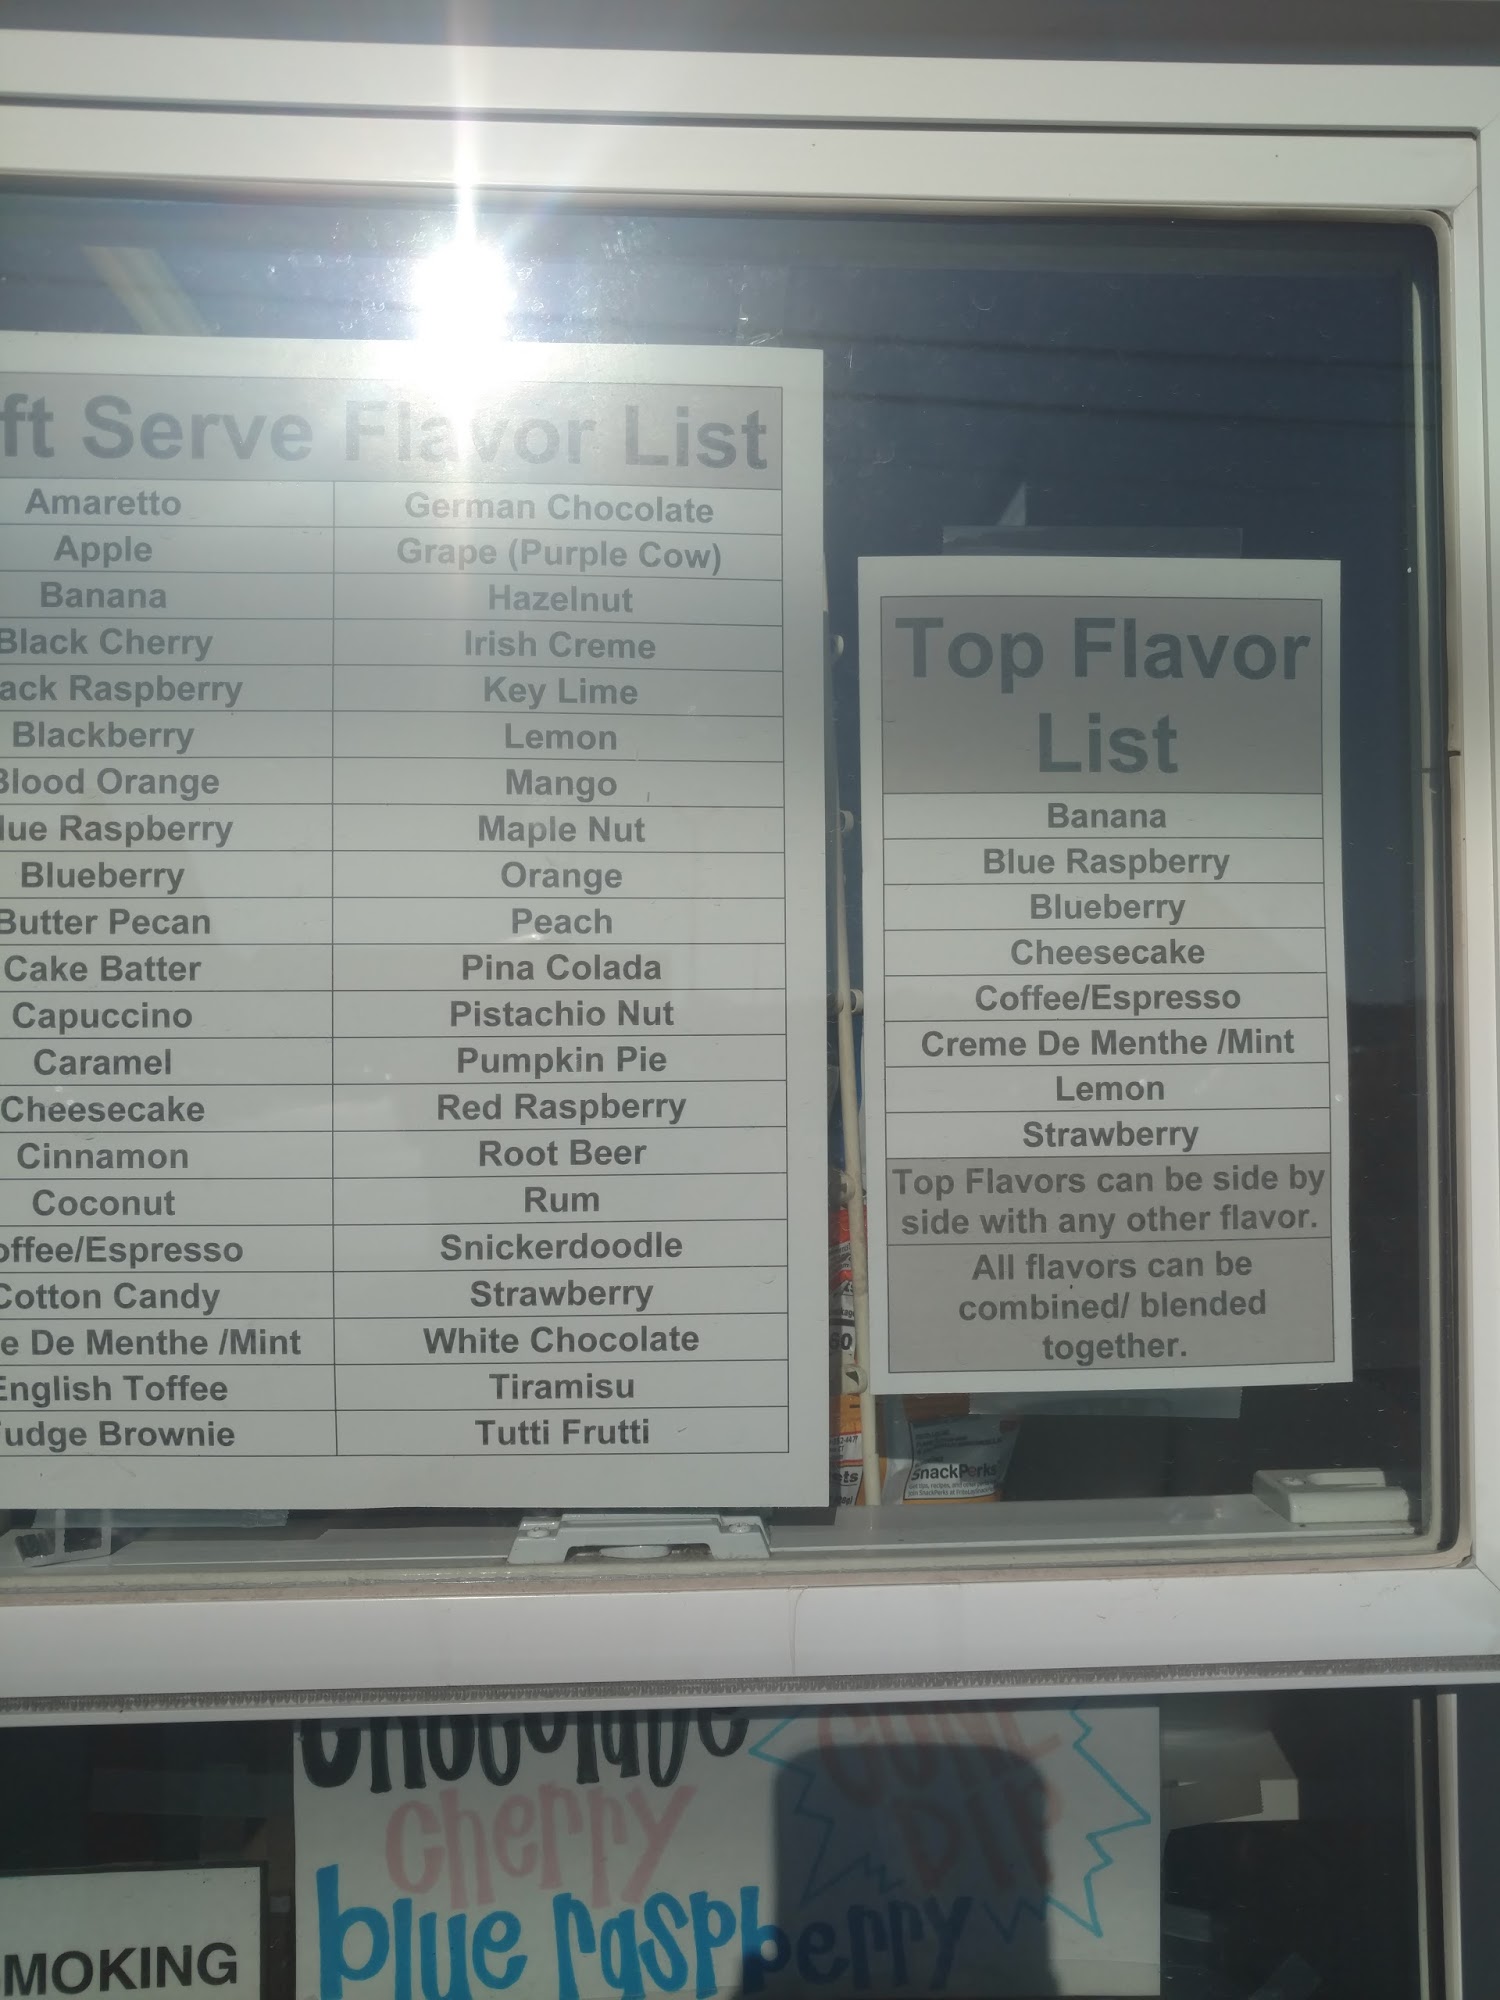 ft Serve Flavor List
Amaretto German Chocolate
Apple Grape (Purple Cow)
Banana Hazelnut
Black Cherry Irish Creme
ack Raspberry Key Lime
Blackberry Lemon
Blood Orange Mango
lue Raspberry Maple Nut
Blueberry Orange
Butter Pecan Peach
Cake Batter Pina Colada
Capuccino Pistachio Nut
Caramel Pumpkin Pie
Cheesecake Red Raspberry
Cinnamon Root Beer
Coconut Rum
offee/Espresso Snickerdoodle
Cotton Candy Strawberry
e De Menthe /Mint White Chocolate
English Toffee Tiramisu
udge Brownie Tutti Frutti
Top Flavor
List
Banana
Blue Raspberry
Blueberry
Cheesecake
Coffee/Espresso
Creme De Menthe /Mint
Lemon
Strawberry
Top Flavors can be side by
side with any other flavor.
All flavors can be
combined/ blended
together.
SnackPerks
chocolate
cherry
blue raspberry
CONE
DIP
SMOKING